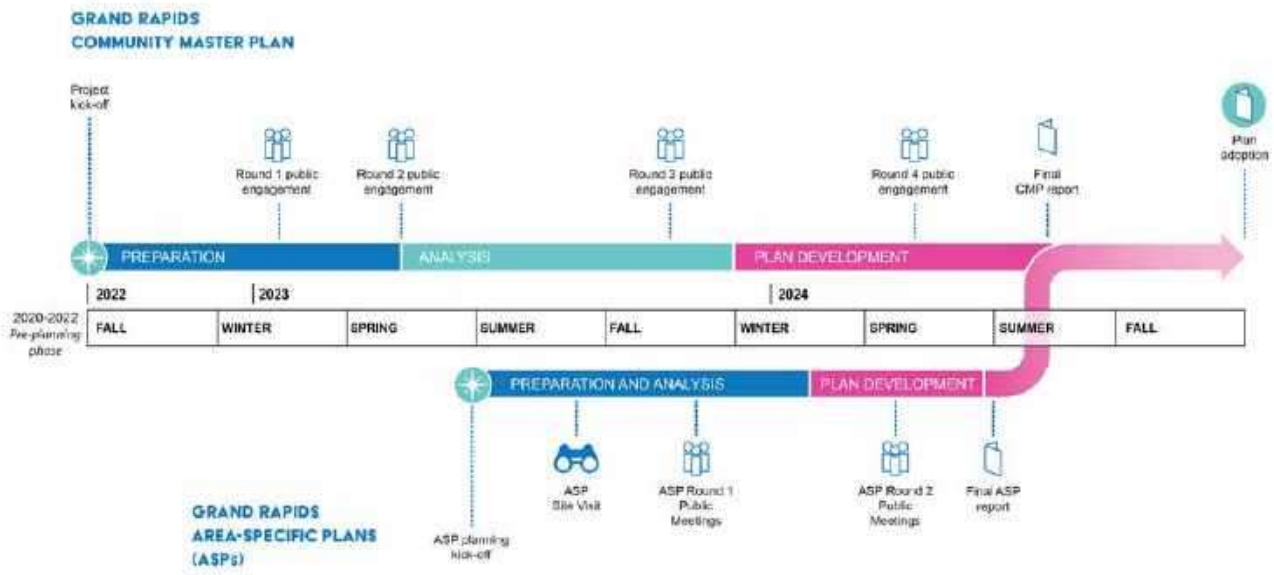 GRAND RAPIDS
COMMUNITY MASTER PLAN
Project
kick-off
Round 1 public
engagement
Round 2 public
engagement
Round 3 public
engagement
Round 4 public
engagement
Final
CMP report
Plan
adoption
PREPARATION
ANALYSIS
PLAN DEVELOPMENT
2022
2023
2024
2020-2022
Pre-planning
phase
FALL
WINTER
SPRING
SUMMER
FALL
WINTER
SPRING
SUMMER
FALL
PREPARATION AND ANALYSIS
PLAN DEVELOPMENT
ASP
Site Visit
ASP Round 1
Public
Meetings
ASP Round 2
Public
Meetings
Final ASP
report
ASP planning
kick-off
GRAND RAPIDS
AREA-SPECIFIC PLANS
(ASPs)